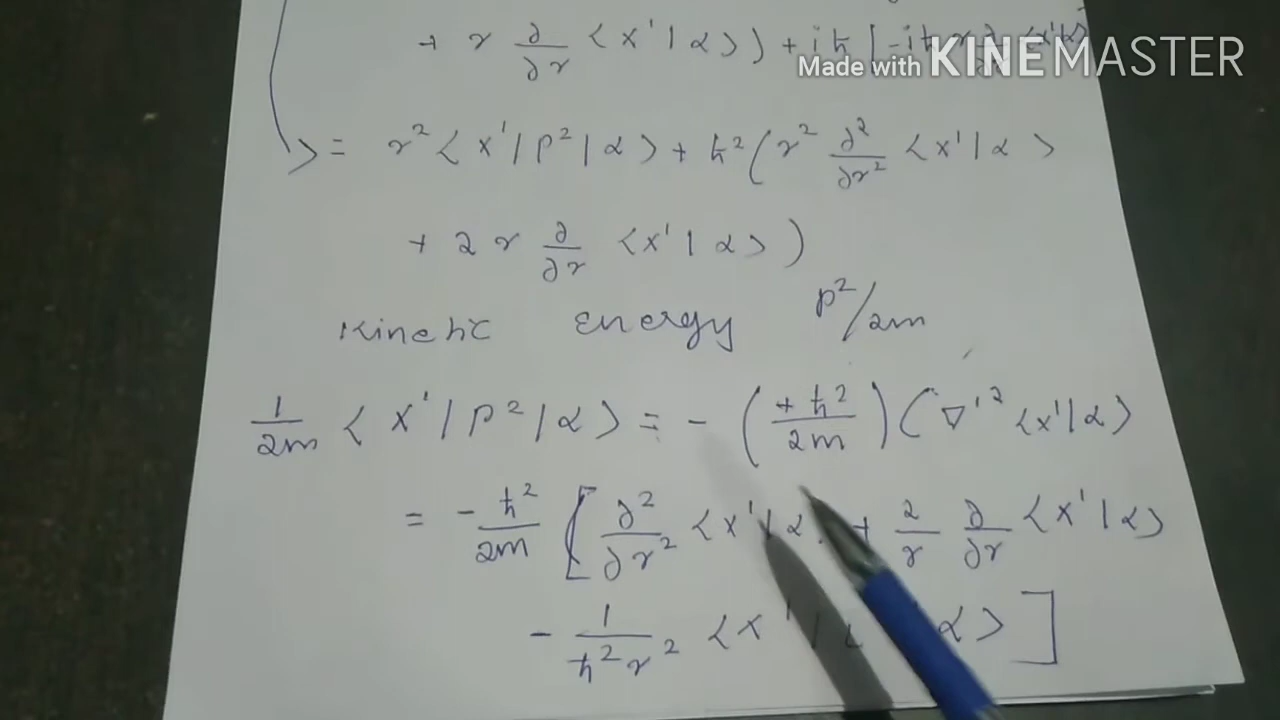 + r ∂/∂r <x'|α>) + iħ [-iħ r ∂/∂r
Made with KINEMASTER
= r² <x'|p²|α> + ħ² (r² ∂²/∂r² <x'|α>
+ 2r ∂/∂r <x'|α>)
Kinetic energy p²/2m
1/2m <x'|p²|α> = - (+ħ²/2m) (∇'² <x'|α>
= -ħ²/2m [∂²/∂r² <x'|α + 2/r ∂/∂r <x'|α>
- 1/ħ²r² <x'| α>]